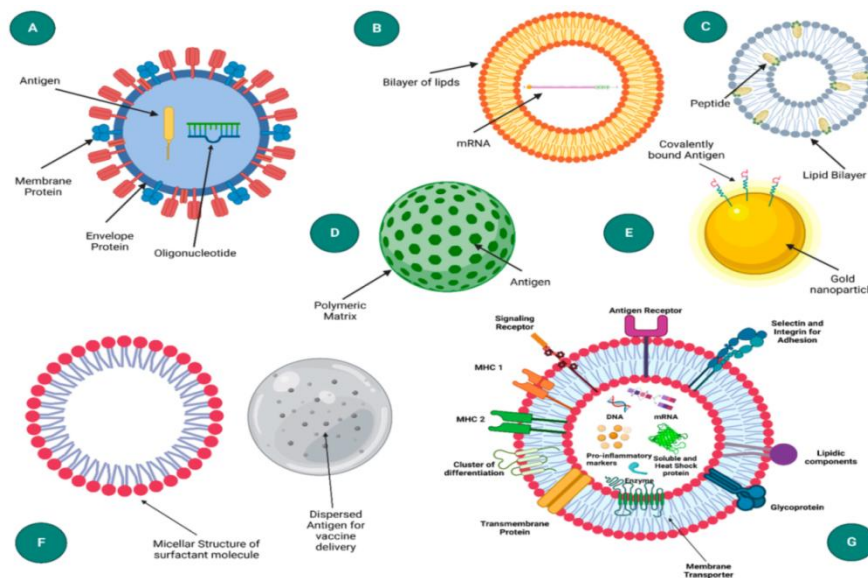 A
Antigen
Membrane
Protein
Envelope
Protein
Oligonucleotide
B
Bilayer of lipds
mRNA
C
Peptide
Lipid Bilayer
D
Antigen
Polymeric
Matrix
E
Covalently
bound Antigen
Gold
nanoparticl
F
Micellar Structure of
surfactant molecule
Dispersed
Antigen for
vaccine
delivery
G
Antigen Receptor
Signaling
Receptor
Selectin and
Integrin for
Adhesion
MHC 1
MHC 2
DNA
mRNA
Pro-inflammatory
markers
Soluble and
Heat Shock
protein
Enzyme
Cluster of
differentiation
Lipidic
components
Transmembrane
Protein
Glycoprotein
Membrane
Transporter